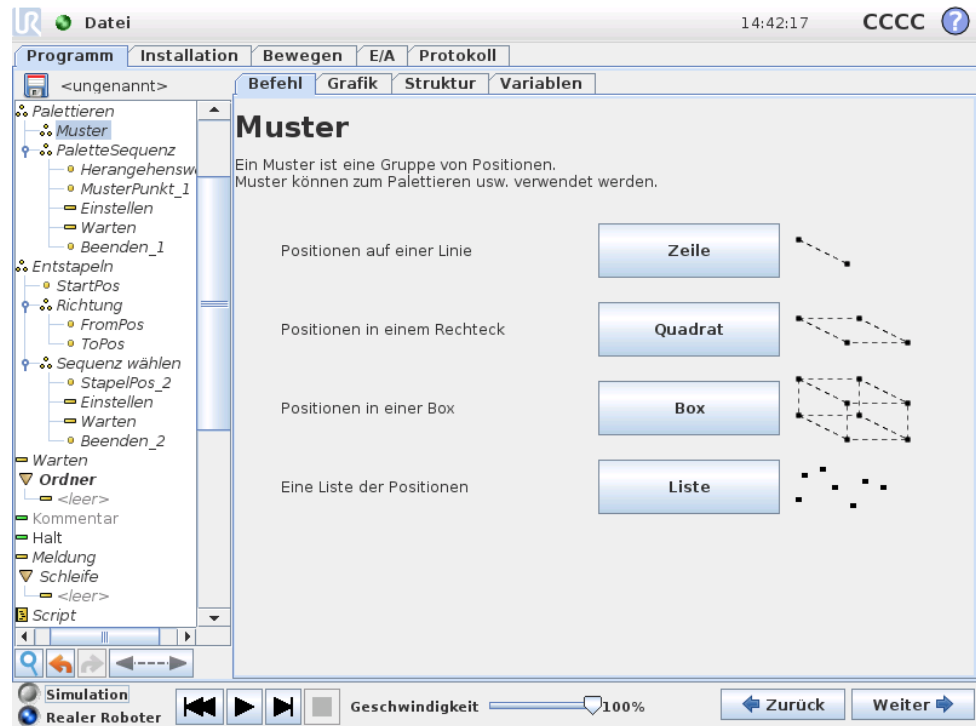 UR Datei 14:42:17 CCCC ?
Programm Installation Bewegen E/A Protokoll
<ungenannt>
Befehl Grafik Struktur Variablen
Palettieren
Muster
PaletteSequenz
Herangehensw
MusterPunkt_1
Einstellen
Warten
Beenden_1
Entstapeln
StartPos
Richtung
FromPos
ToPos
Sequenz wählen
StapelPos_2
Einstellen
Warten
Beenden_2
Warten
Ordner
<leer>
Kommentar
Halt
Meldung
Schleife
<leer>
Script
Muster
Ein Muster ist eine Gruppe von Positionen.
Muster können zum Palettieren usw. verwendet werden.
Positionen auf einer Linie Zeile
Positionen in einem Rechteck Quadrat
Positionen in einer Box Box
Eine Liste der Positionen Liste
Simulation
Realer Roboter
Geschwindigkeit 100%
Zurück Weiter